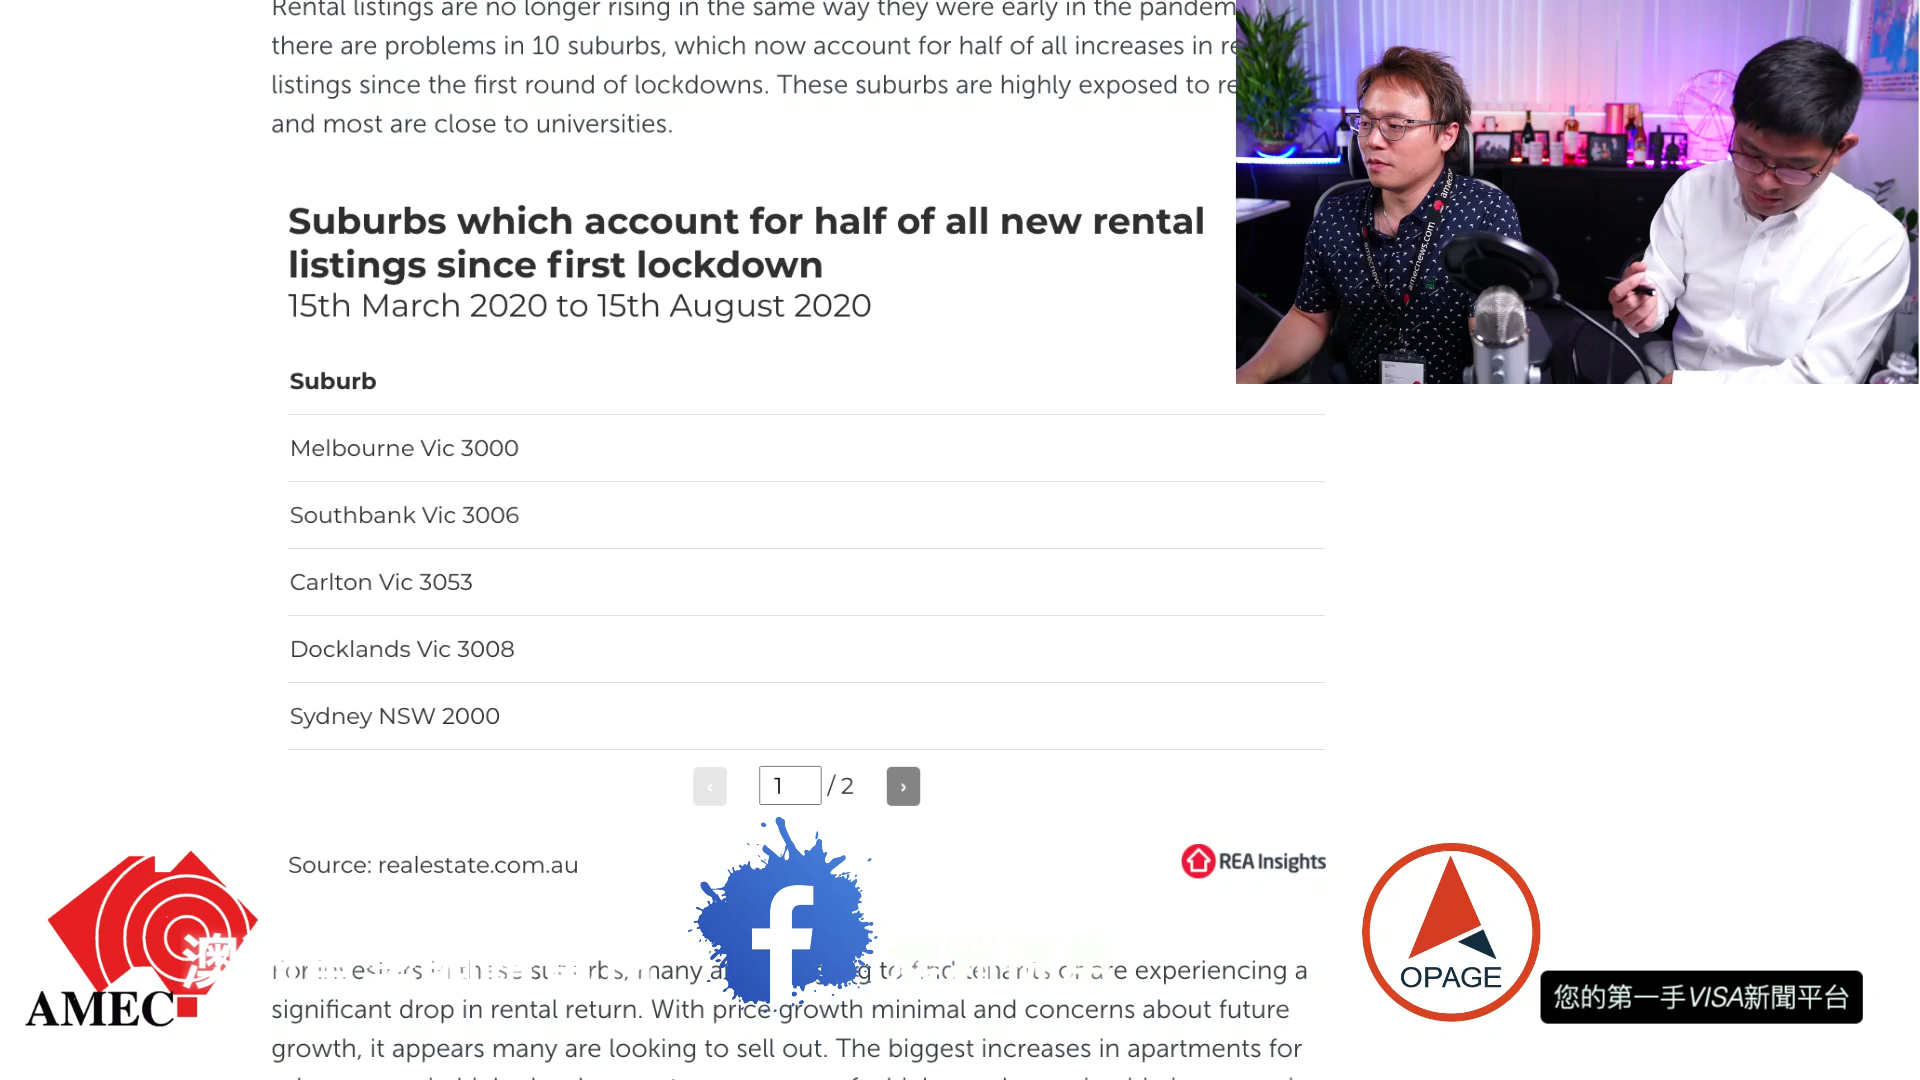 Rental listings are no longer rising in the same way they were early in the
there are problems in 10 suburbs, which now account for half of all increases in
listings since the first round of lockdowns. These suburbs are highly exposed to
and most are close to universities.
Suburbs which account for half of all new rental
listings since first lockdown
15th March 2020 to 15th August 2020
Suburb
Melbourne Vic 3000
Southbank Vic 3006
Carlton Vic 3053
Docklands Vic 3008
Sydney NSW 2000
‹ 1 / 2 ›
Source: realestate.com.au
REA Insights
many
experiencing a
significant drop in rental return. With price growth minimal and concerns about future
growth, it appears many are looking to sell out. The biggest increases in apartments for
AMEC
澳
f
OPAGE
您的第一手VISA新聞平台
amecnews.com